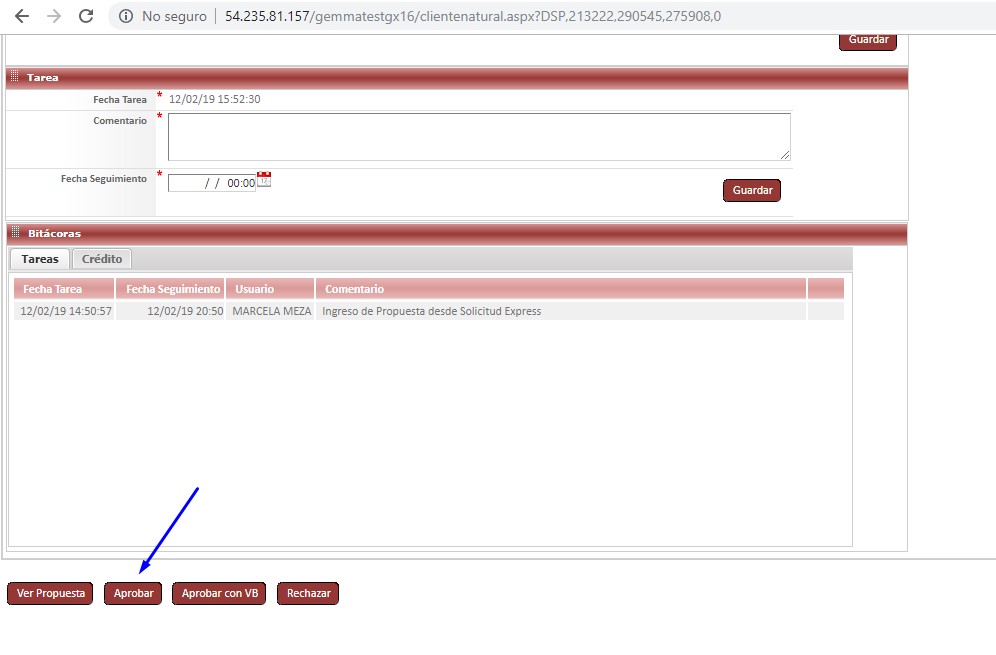 No seguro
54.235.81.157/gemmatestgx16/clientenatural.aspx?DSP,213222,290545,275908,0
Guardar
Tarea
Fecha Tarea * 12/02/19 15:52:30
Comentario *
Fecha Seguimiento * / / 00:00
Guardar
Bitácoras
Tareas Crédito
Fecha Tarea Fecha Seguimiento Usuario Comentario
12/02/19 14:50:57 12/02/19 20:50 MARCELA MEZA Ingreso de Propuesta desde Solicitud Express
Ver Propuesta Aprobar Aprobar con VB Rechazar